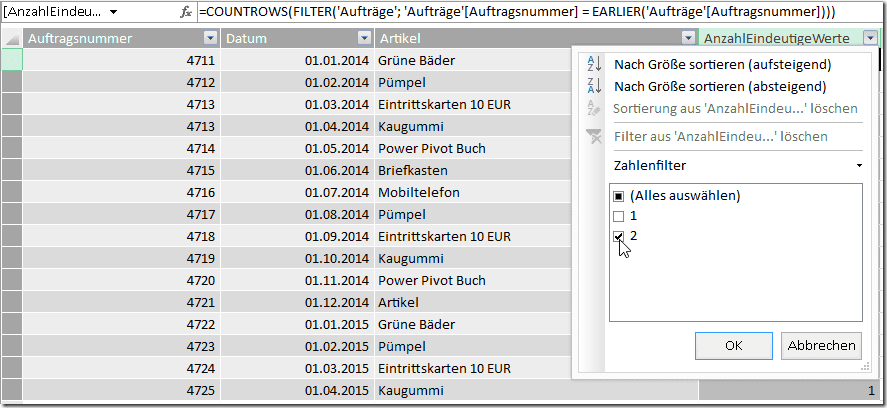 [AnzahlEindeu... fx =COUNTROWS(FILTER('Aufträge'; 'Aufträge'[Auftragsnummer] = EARLIER('Aufträge'[Auftragsnummer])))
Auftragsnummer Datum Artikel AnzahlEindeutigeWerte
4711 01.01.2014 Grüne Bäder
4712 01.02.2014 Pümpel
4713 01.03.2014 Eintrittskarten 10 EUR
4713 01.04.2014 Kaugummi
4714 01.05.2014 Power Pivot Buch
4715 01.06.2014 Briefkasten
4716 01.07.2014 Mobiltelefon
4717 01.08.2014 Pümpel
4718 01.09.2014 Eintrittskarten 10 EUR
4719 01.10.2014 Kaugummi
4720 01.11.2014 Power Pivot Buch
4721 01.12.2014 Artikel
4722 01.01.2015 Grüne Bäder
4723 01.02.2015 Pümpel
4724 01.03.2015 Eintrittskarten 10 EUR
4725 01.04.2015 Kaugummi 1
Nach Größe sortieren (aufsteigend)
Nach Größe sortieren (absteigend)
Sortierung aus 'AnzahlEindeu...' löschen
Filter aus 'AnzahlEindeu...' löschen
Zahlenfilter
(Alles auswählen)
1
2
OK Abbrechen